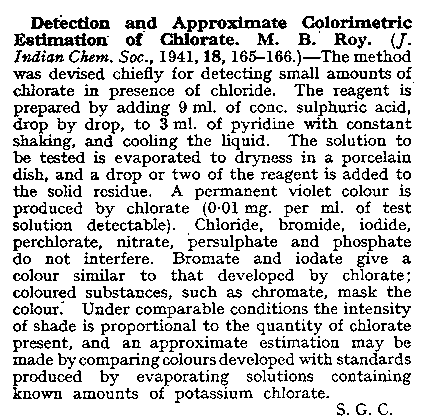 Detection and Approximate Colorimetric
Estimation of Chlorate. M. B. Roy. (J.
Indian Chem. Soc., 1941, 18, 165–166.)—The method
was devised chiefly for detecting small amounts of
chlorate in presence of chloride. The reagent is
prepared by adding 9 ml. of conc. sulphuric acid,
drop by drop, to 3 ml. of pyridine with constant
shaking, and cooling the liquid. The solution to
be tested is evaporated to dryness in a porcelain
dish, and a drop or two of the reagent is added to
the solid residue. A permanent violet colour is
produced by chlorate (0·01 mg. per ml. of test
solution detectable). Chloride, bromide, iodide,
perchlorate, nitrate, persulphate and phosphate
do not interfere. Bromate and iodate give a
colour similar to that developed by chlorate;
coloured substances, such as chromate, mask the
colour. Under comparable conditions the intensity
of shade is proportional to the quantity of chlorate
present, and an approximate estimation may be
made by comparing colours developed with standards
produced by evaporating solutions containing
known amounts of potassium chlorate.
S. G. C.